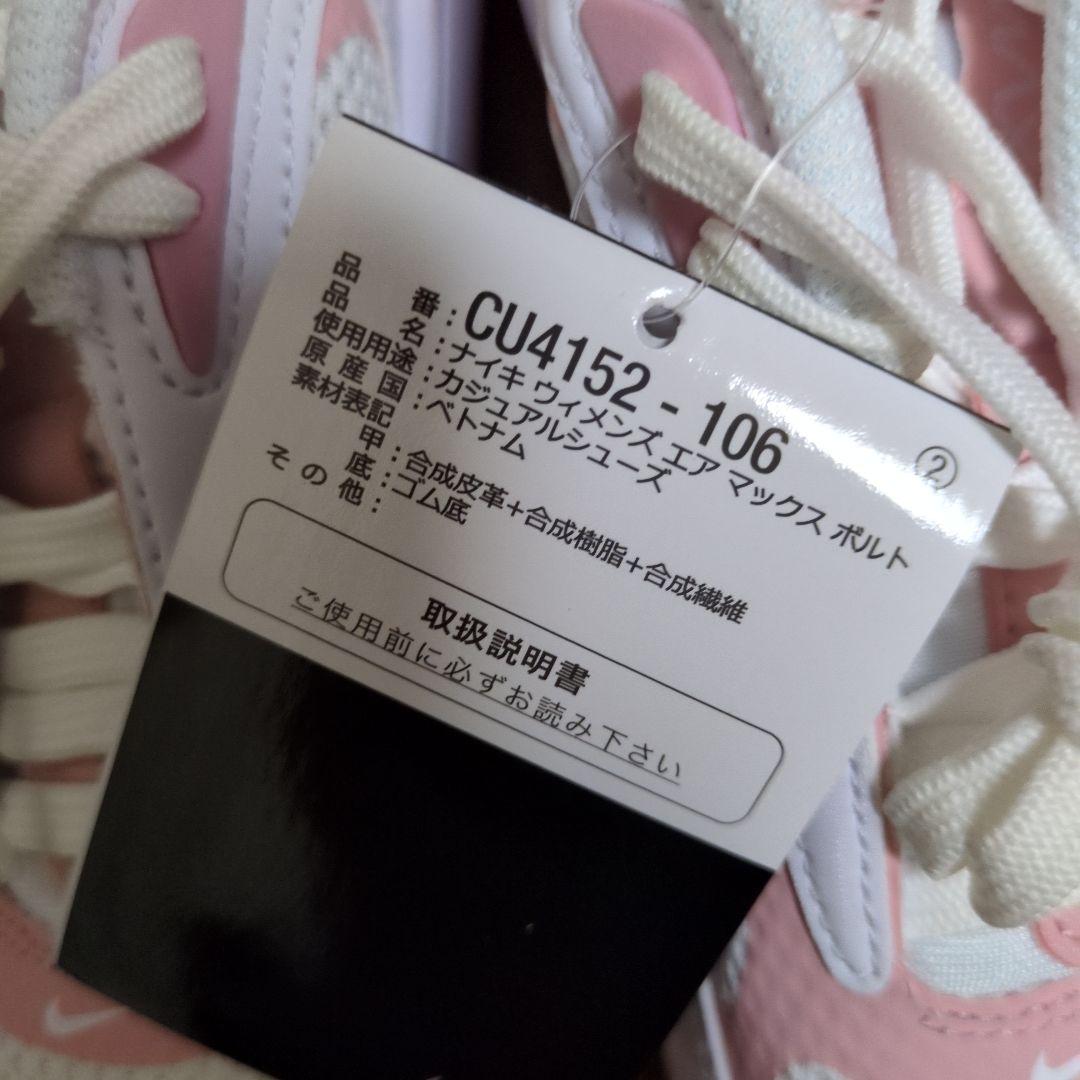 品番：CU4152-106
品名：ナイキ ウィメンズ エア マックス ボルト
使用用途：カジュアルシューズ
原産国：ベトナム
素材表記
甲：合成皮革＋合成樹脂＋合成繊維
底：ゴム底
その他：
②
取扱説明書
ご使用前に必ずお読み下さい